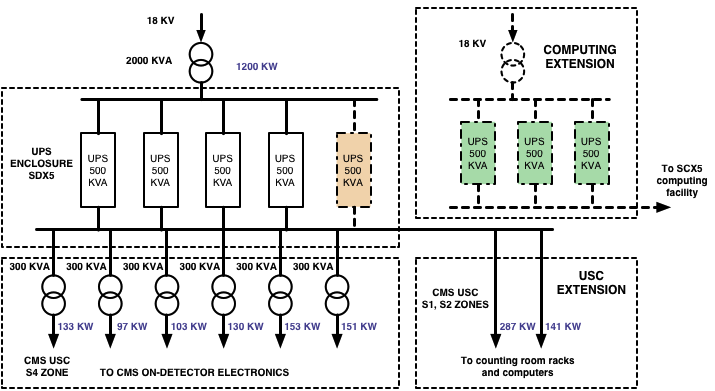 18 KV
2000 KVA
1200 KW
18 KV
COMPUTING
EXTENSION
UPS
ENCLOSURE
SDX5
UPS
500
KVA
UPS
500
KVA
UPS
500
KVA
UPS
500
KVA
UPS
500
KVA
UPS
500
KVA
UPS
500
KVA
UPS
500
KVA
To SCX5
computing
facility
300 KVA
300 KVA
300 KVA
300 KVA
300 KVA
300 KVA
133 KW
97 KW
103 KW
130 KW
153 KW
151 KW
CMS USC
S4 ZONE
TO CMS ON-DETECTOR ELECTRONICS
USC
EXTENSION
CMS USC
S1, S2 ZONES
287 KW
141 KW
To counting room racks
and computers